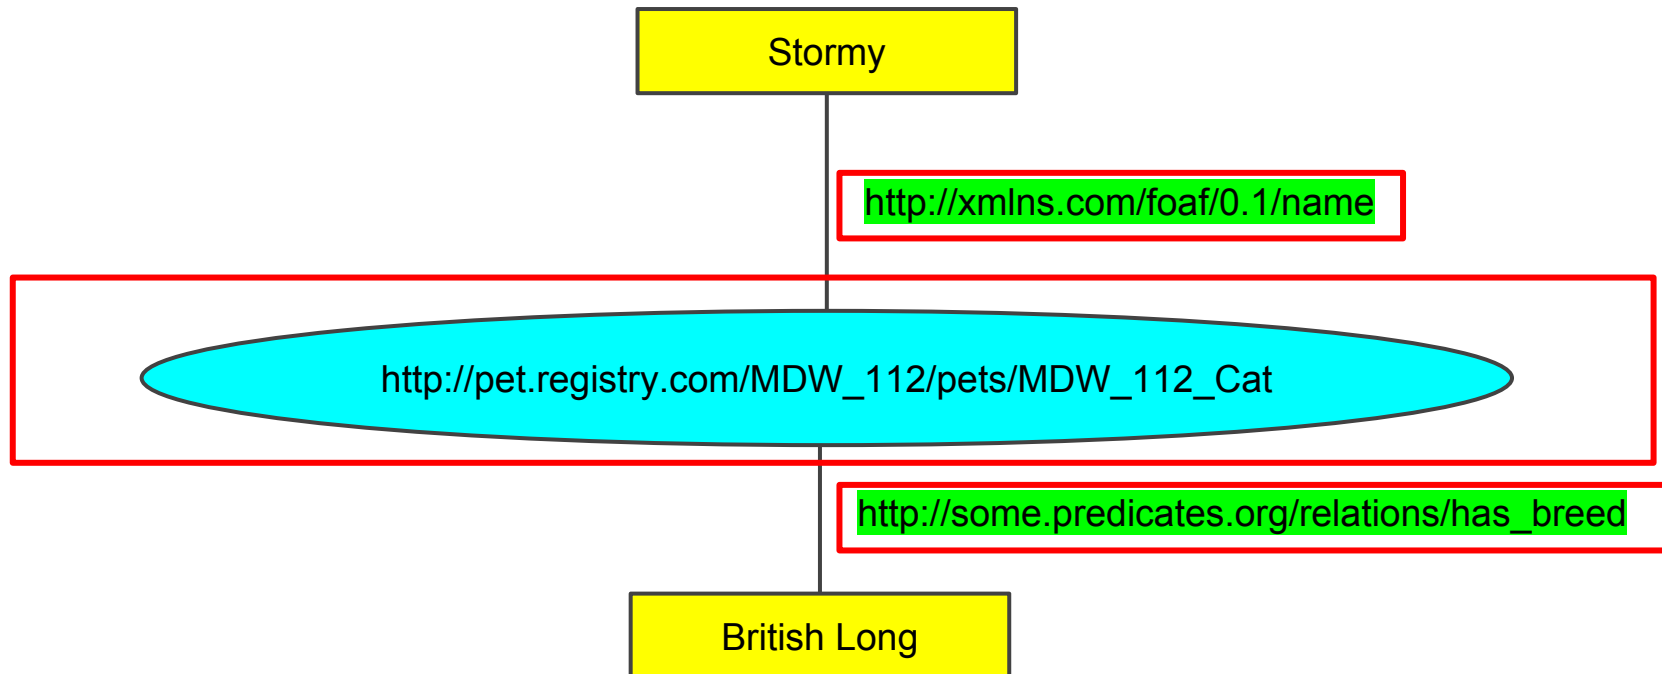 Stormy
http://xmlns.com/foaf/0.1/name
http://pet.registry.com/MDW_112/pets/MDW_112_Cat
http://some.predicates.org/relations/has_breed
British Long